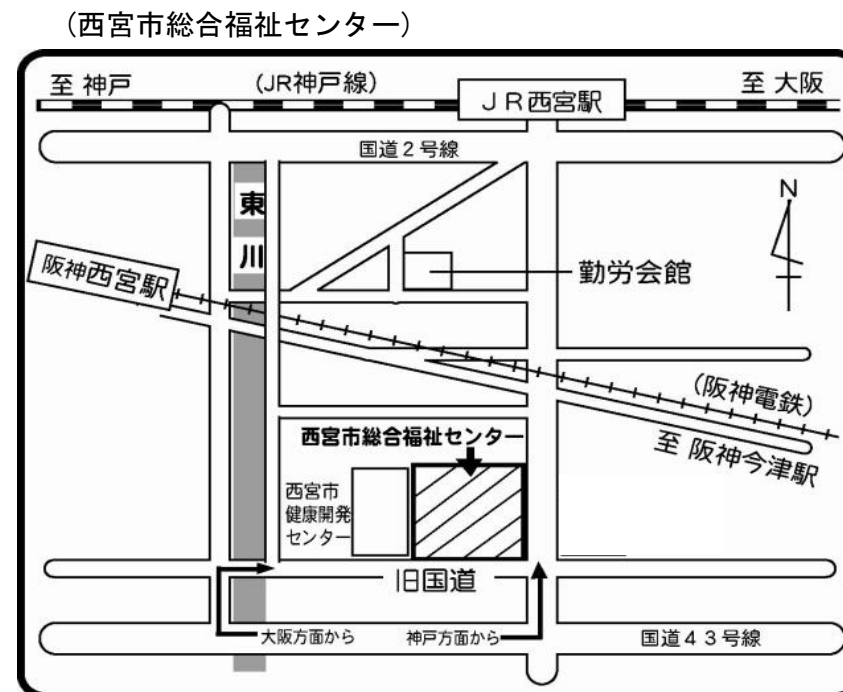 (西宮市総合福祉センター)
至 神戸
(JR神戸線)
JR西宮駅
至 大阪
国道2号線
N
東川
阪神西宮駅
勤労会館
(阪神電鉄)
至 阪神今津駅
西宮市総合福祉センター
西宮市
健康開発
センター
旧国道
大阪方面から
神戸方面から
国道43号線